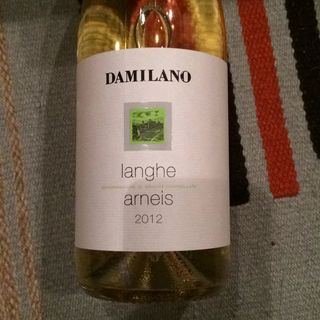 DAMILANO
langhe
arneis
2012